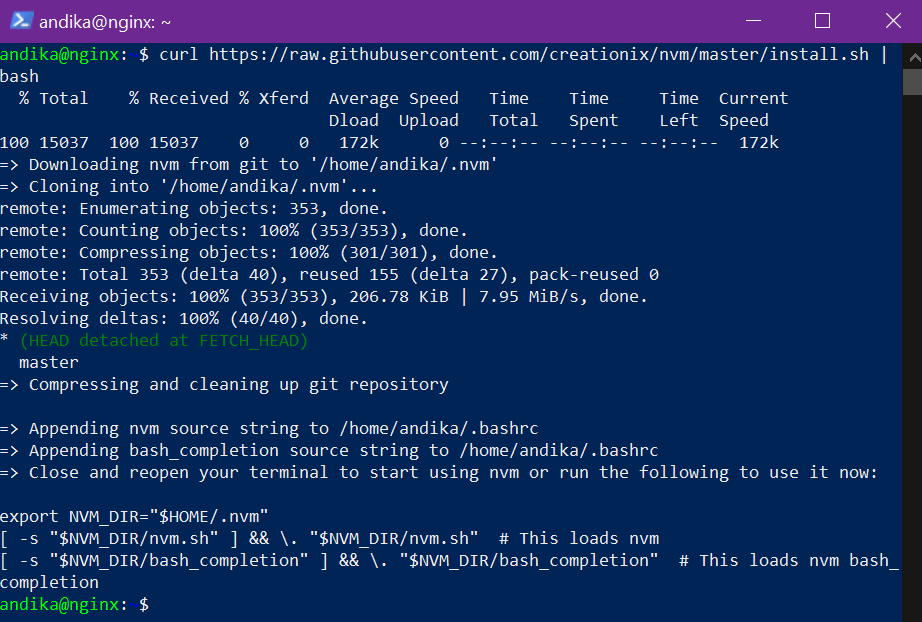 andika@nginx: ~
andika@nginx:~$ curl https://raw.githubusercontent.com/creationix/nvm/master/install.sh |
bash
  % Total    % Received % Xferd  Average Speed   Time    Time     Time  Current
                                 Dload  Upload   Total   Spent    Left  Speed
100 15037  100 15037    0     0   172k      0 --:--:-- --:--:-- --:--:--  172k
=> Downloading nvm from git to '/home/andika/.nvm'
=> Cloning into '/home/andika/.nvm'...
remote: Enumerating objects: 353, done.
remote: Counting objects: 100% (353/353), done.
remote: Compressing objects: 100% (301/301), done.
remote: Total 353 (delta 40), reused 155 (delta 27), pack-reused 0
Receiving objects: 100% (353/353), 206.78 KiB | 7.95 MiB/s, done.
Resolving deltas: 100% (40/40), done.
* (HEAD detached at FETCH_HEAD)
  master
=> Compressing and cleaning up git repository
=> Appending nvm source string to /home/andika/.bashrc
=> Appending bash_completion source string to /home/andika/.bashrc
=> Close and reopen your terminal to start using nvm or run the following to use it now:
export NVM_DIR="$HOME/.nvm"
[ -s "$NVM_DIR/nvm.sh" ] && \. "$NVM_DIR/nvm.sh"  # This loads nvm
[ -s "$NVM_DIR/bash_completion" ] && \. "$NVM_DIR/bash_completion"  # This loads nvm bash_
completion
andika@nginx:~$